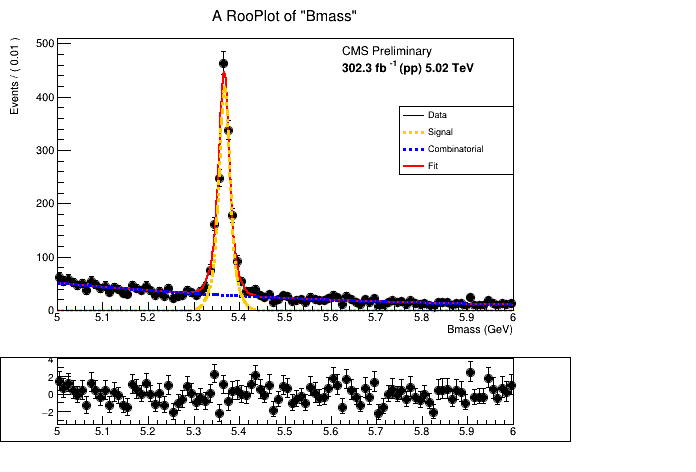 A RooPlot of "Bmass"
Events / ( 0.01 )
500
400
300
200
100
0
CMS Preliminary
302.3 fb -1 (pp) 5.02 TeV
Data
Signal
Combinatorial
Fit
5 5.1 5.2 5.3 5.4 5.5 5.6 5.7 5.8 5.9 6
Bmass (GeV)
4
2
0
−2
5 5.1 5.2 5.3 5.4 5.5 5.6 5.7 5.8 5.9 6